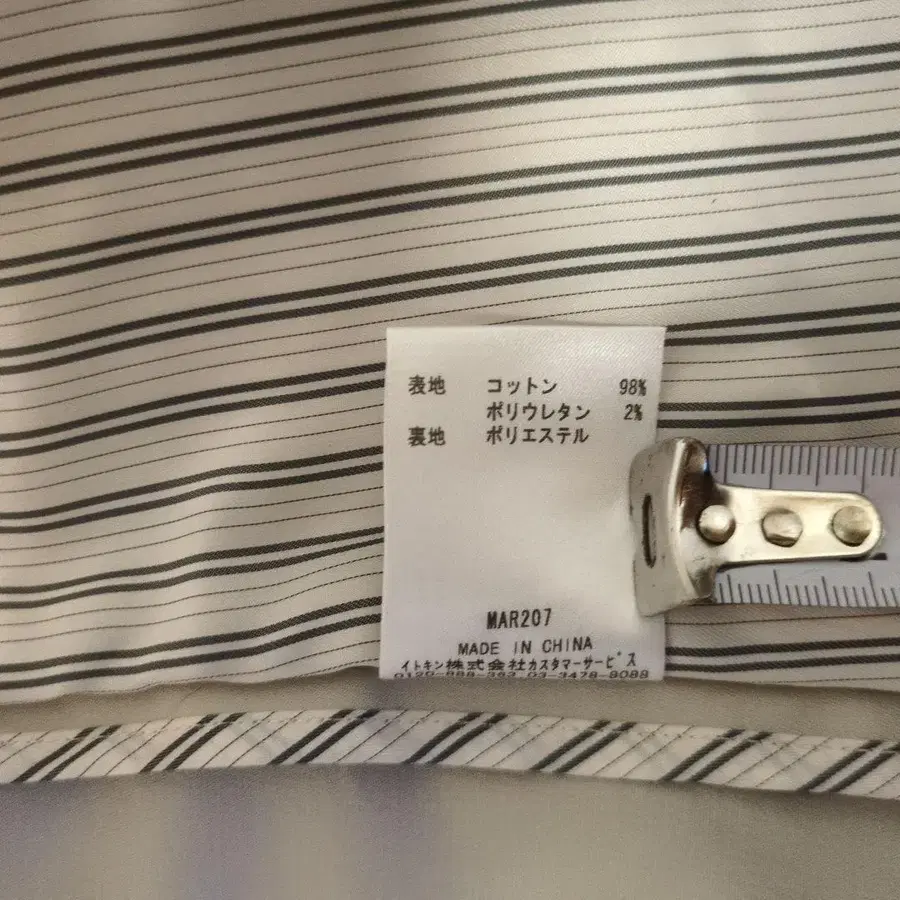 表地 コットン 98%
ポリウレタン 2%
裏地 ポリエステル
MAR207
MADE IN CHINA
イトキン株式会社カスタマーサービス